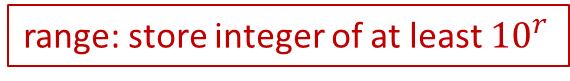 range: store integer of at least 10^r